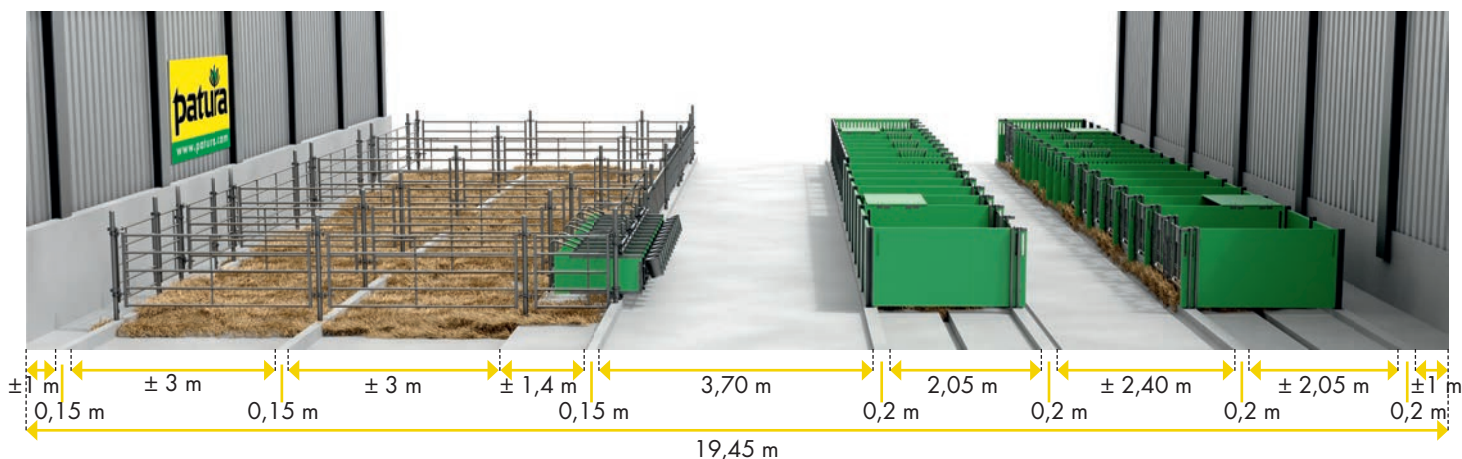 patura
www.patura.com
±1 m ± 3 m ± 3 m ± 1,4 m 3,70 m 2,05 m ± 2,40 m ± 2,05 m ±1 m
0,15 m 0,15 m 0,15 m 0,2 m 0,2 m 0,2 m 0,2 m
19,45 m